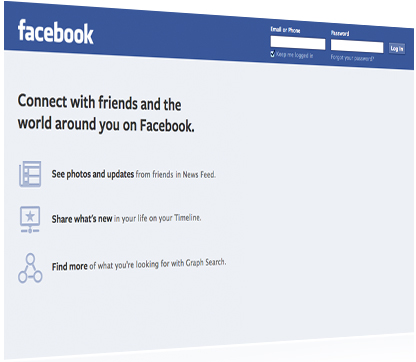 facebook
Email or Phone
Password
Keep me logged in
Forgot your password?
Log In
Connect with friends and the
world around you on Facebook.
See photos and updates from friends in News Feed.
Share what's new in your life on your Timeline.
Find more of what you're looking for with Graph Search.